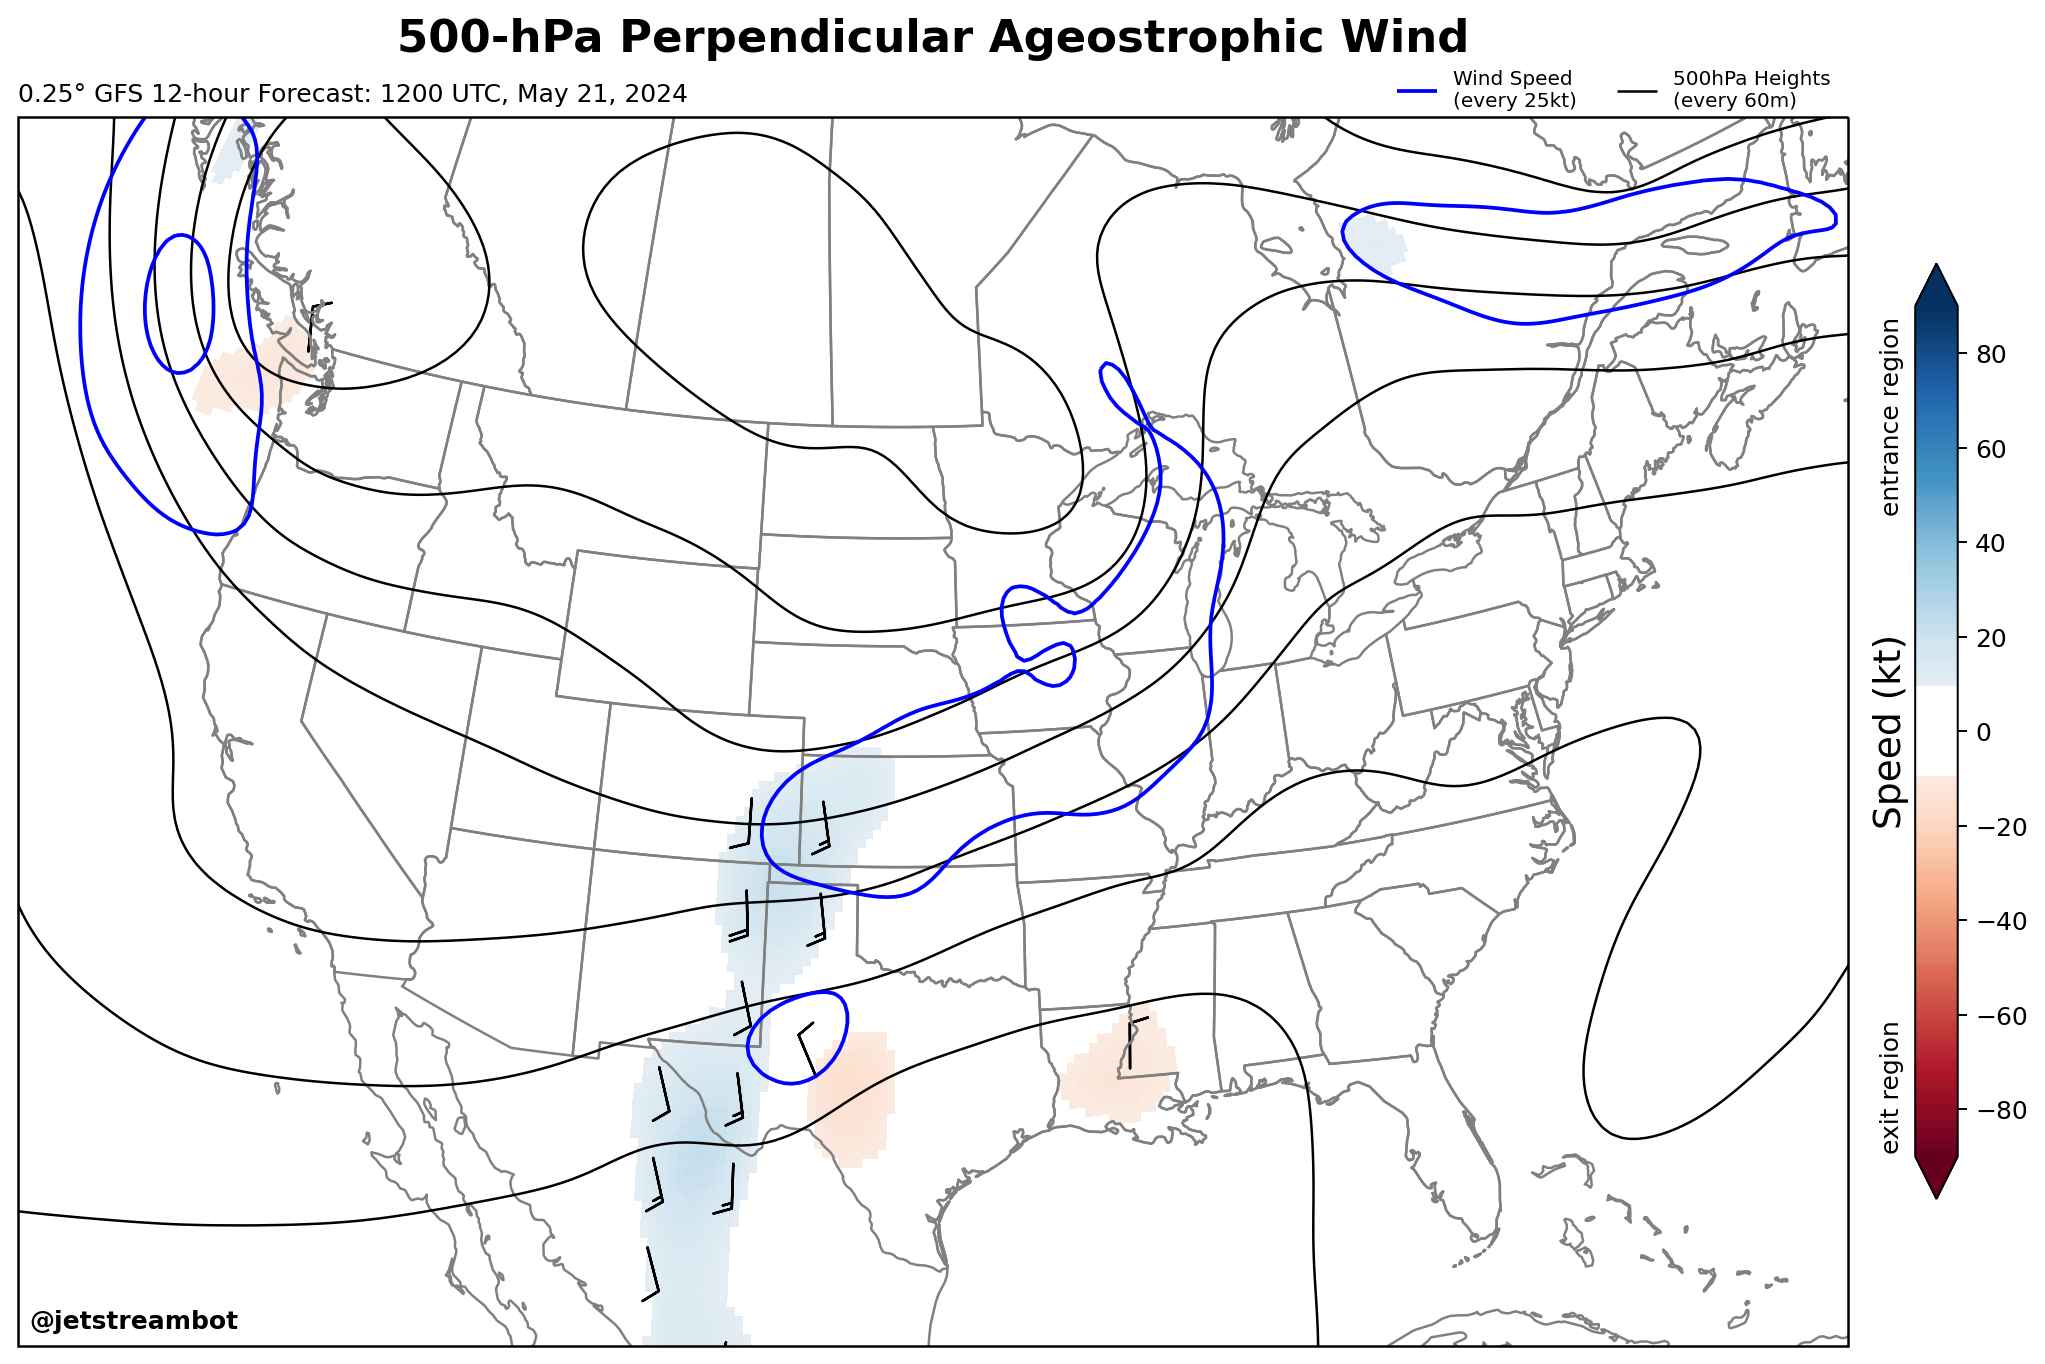 500-hPa Perpendicular Ageostrophic Wind
0.25° GFS 12-hour Forecast: 1200 UTC, May 21, 2024
Wind Speed
(every 25kt)
500hPa Heights
(every 60m)
entrance region
Speed (kt)
exit region
80
60
40
20
0
−20
−40
−60
−80
@jetstreambot